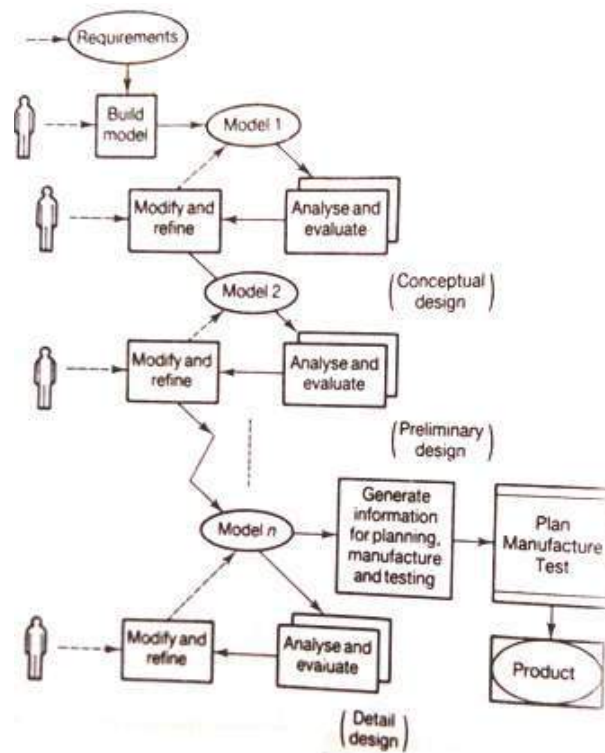 Requirements
Build
model
Model 1
Modify and
refine
Analyse and
evaluate
(Conceptual
design)
Model 2
Modify and
refine
Analyse and
evaluate
(Preliminary
design)
Model n
Generate
information
for planning,
manufacture
and testing
Plan
Manufacture
Test
Modify and
refine
Analyse and
evaluate
Product
(Detail
design)